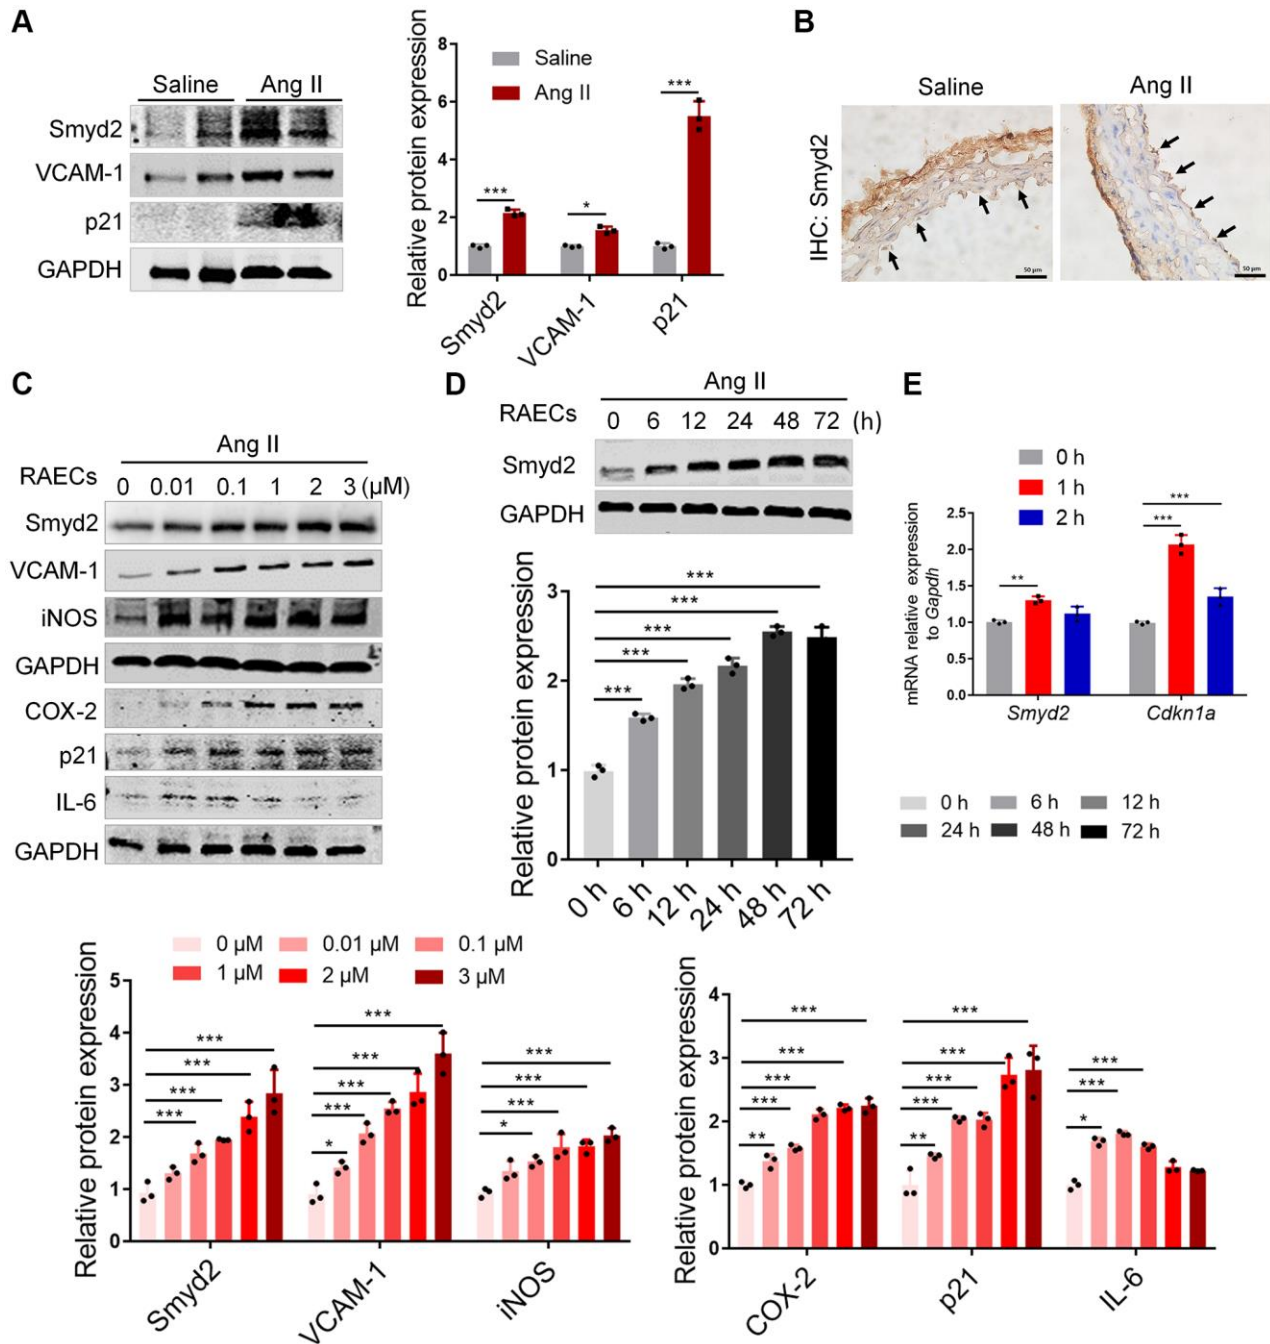 A
Saline Ang II
Smyd2
VCAM-1
p21
GAPDH
Relative protein expression
8
6
4
2
0
Saline
Ang II
***
*
***
Smyd2
VCAM-1
p21
B
Saline
Ang II
IHC: Smyd2
50 μm
50 μm
C
Ang II
RAECs
0 0.01 0.1 1 2 3 (μM)
Smyd2
VCAM-1
iNOS
GAPDH
COX-2
p21
IL-6
GAPDH
D
Ang II
RAECs
0 6 12 24 48 72 (h)
Smyd2
GAPDH
Relative protein expression
3
2
1
0
***
***
***
***
***
0 h
6 h
12 h
24 h
48 h
72 h
E
0 h
1 h
2 h
mRNA relative expression
to Gapdh
2.5
2.0
1.5
1.0
0.5
0.0
**
***
***
Smyd2
Cdkn1a
0 h 6 h 12 h
24 h 48 h 72 h
0 μM 0.01 μM 0.1 μM
1 μM 2 μM 3 μM
Relative protein expression
5
4
3
2
1
0
***
***
***
***
***
***
***
***
*
***
***
***
*
Smyd2
VCAM-1
iNOS
Relative protein expression
4
3
2
1
0
***
***
***
***
**
***
***
***
***
**
***
***
*
COX-2
p21
IL-6